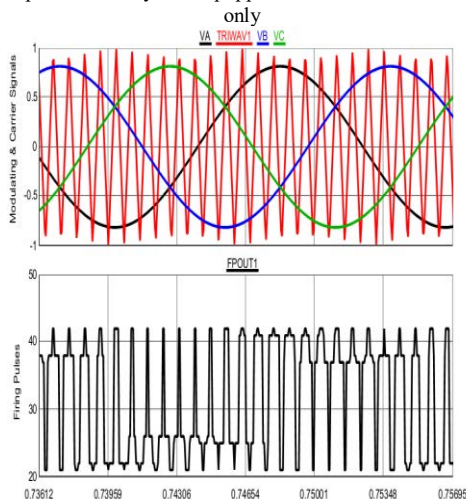 only
VA TRIWAV1 VB VC
1
0.5
0
-0.5
-1
Modulating & Carrier Signals
FPOUT1
50
40
30
20
Firing Pulses
0.73612 0.73959 0.74306 0.74654 0.75001 0.75348 0.75695